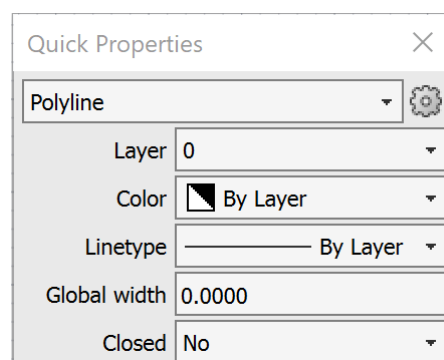 Quick Properties
Polyline
Layer 0
Color By Layer
Linetype By Layer
Global width 0.0000
Closed No